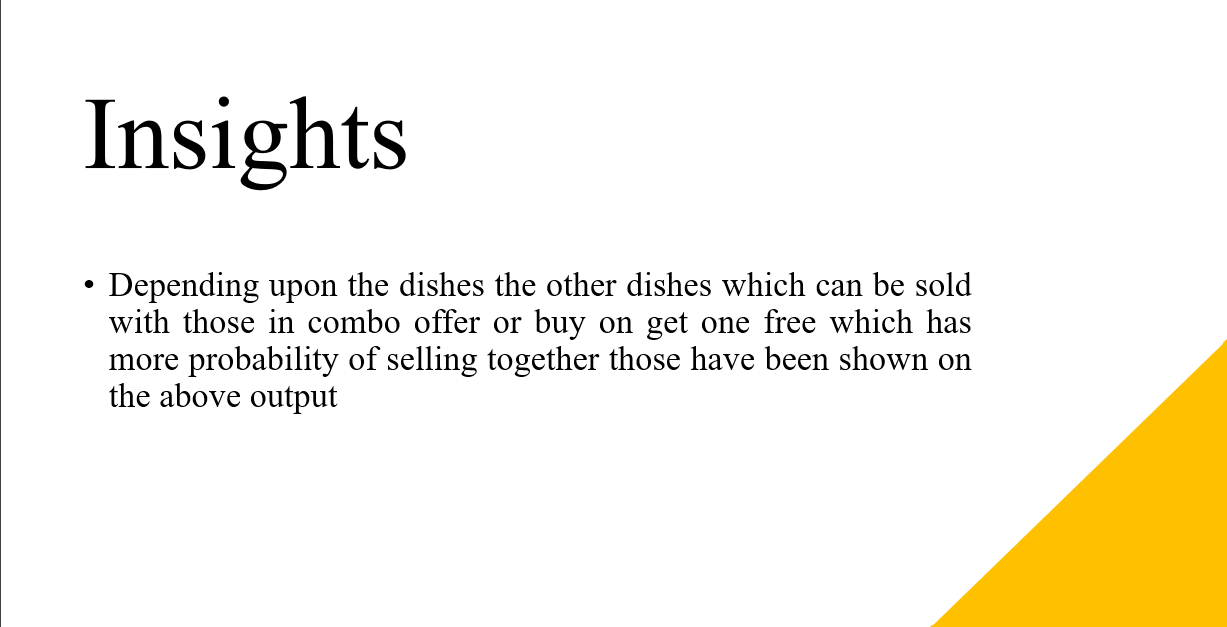 Insights
• Depending upon the dishes the other dishes which can be sold
with those in combo offer or buy on get one free which has
more probability of selling together those have been shown on
the above output